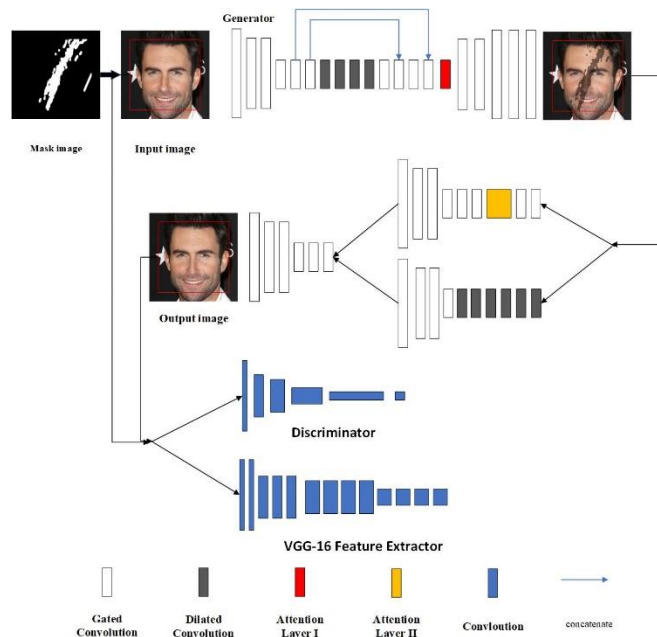 Generator
Mask image
Input image
Output image
Discriminator
VGG-16 Feature Extractor
Gated
Convolution
Dilated
Convolution
Attention
Layer I
Attention
Layer II
Convloution
concatenate